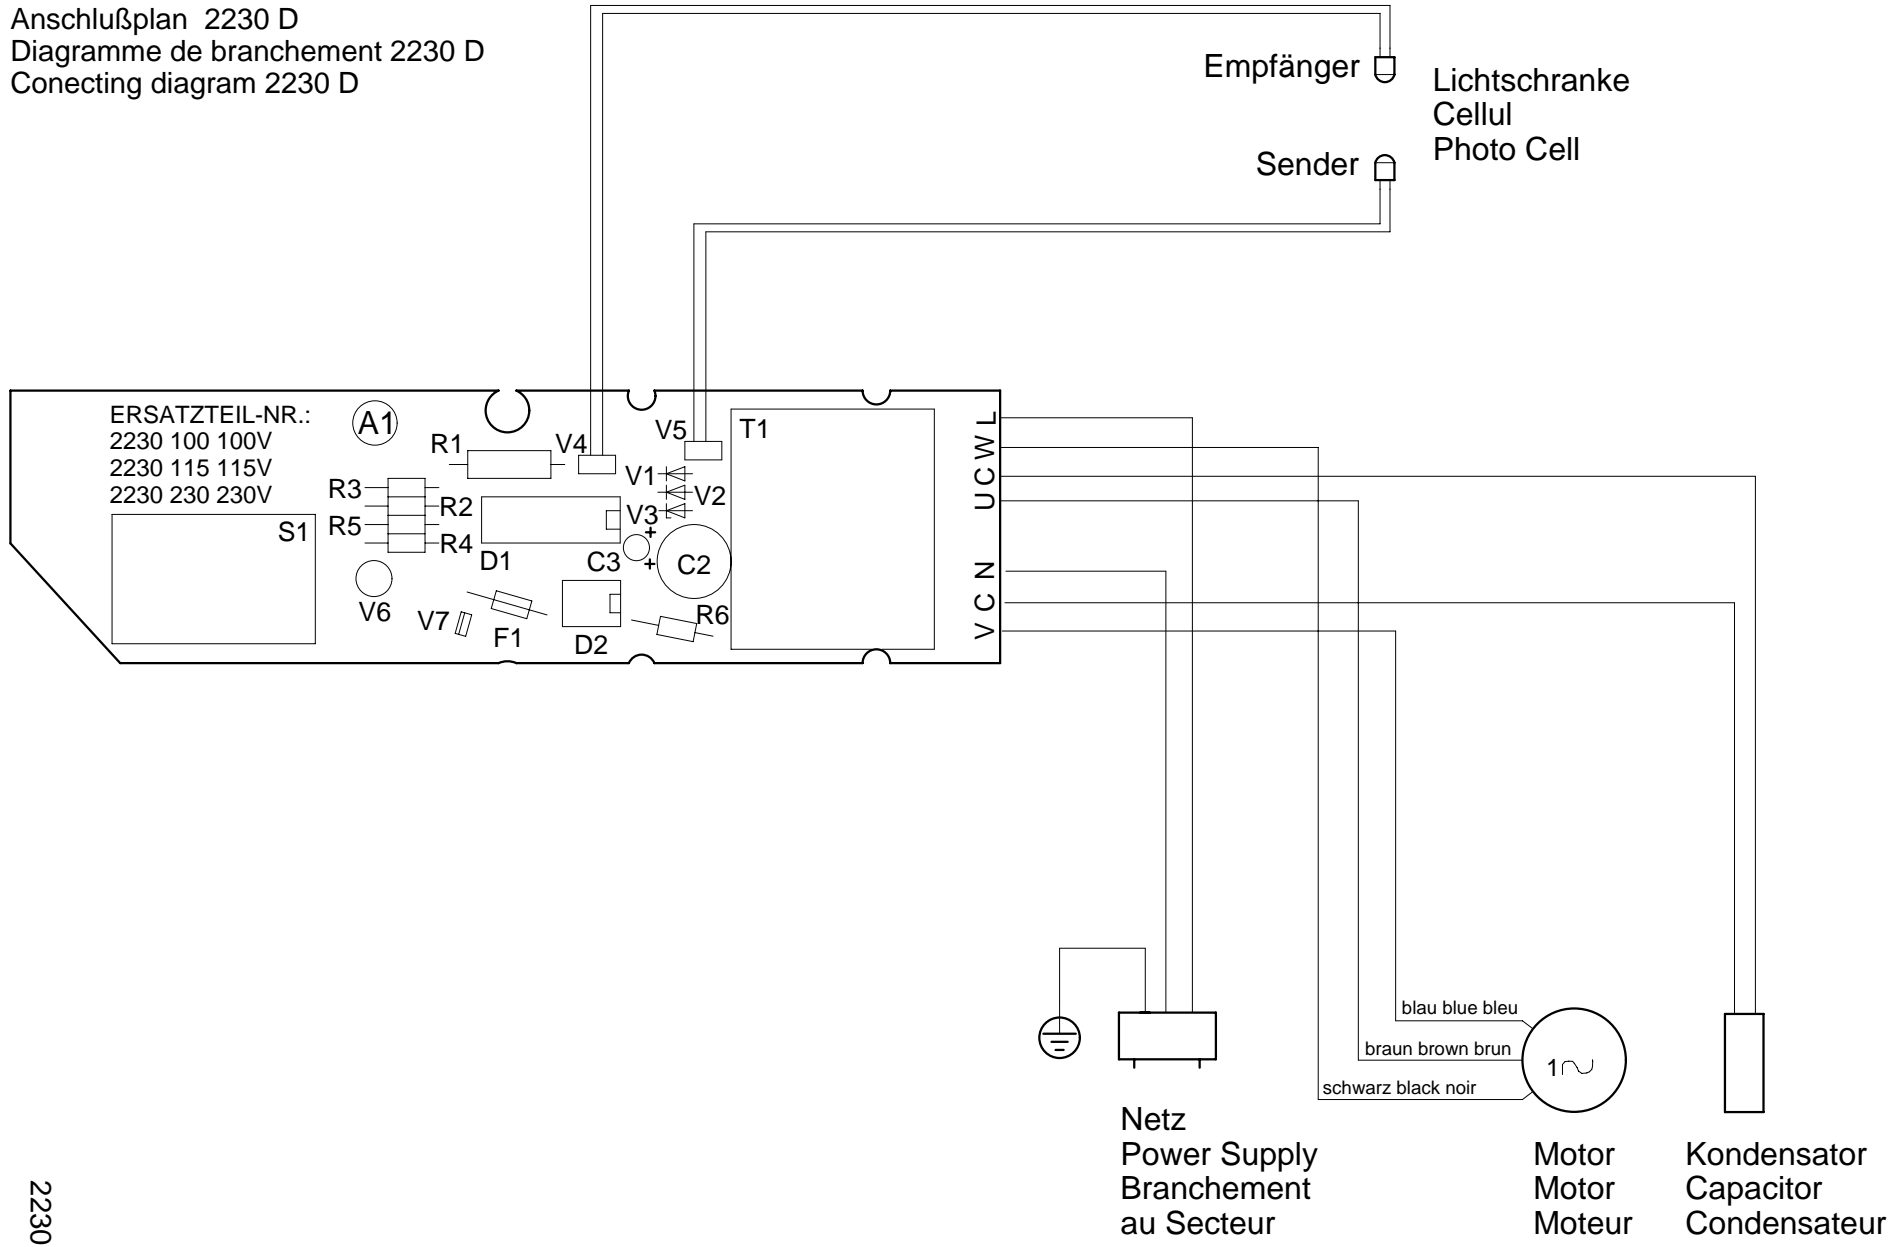 Anschlußplan 2230 D
Diagramme de branchement 2230 D
Conecting diagram 2230 D
Empfänger
Sender
Lichtschranke
Cellul
Photo Cell
ERSATZTEIL-NR.:
2230 100 100V
2230 115 115V
2230 230 230V
A1
R1
V4
V5
T1
V1
V2
V3
R3
R2
R5
R4
S1
D1
C3
+
+
C2
V6
V7
F1
D2
R6
L
W
C
U
N
C
V
blau blue bleu
braun brown brun
schwarz black noir
1
Netz
Power Supply
Branchement
au Secteur
Motor
Motor
Moteur
Kondensator
Capacitor
Condensateur
2230